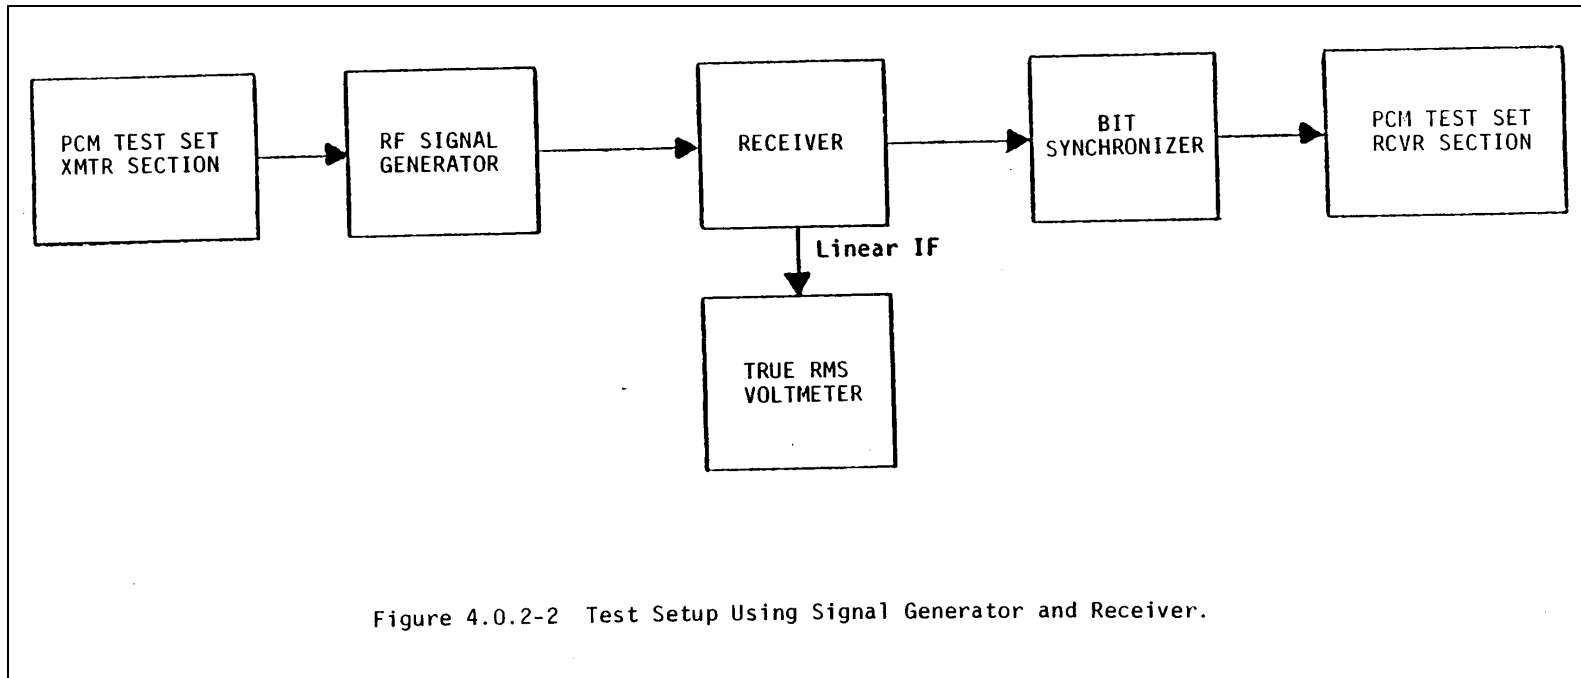 PCM TEST SET
XMTR SECTION
RF SIGNAL
GENERATOR
RECEIVER
BIT
SYNCHRONIZER
PCM TEST SET
RCVR SECTION
Linear IF
TRUE RMS
VOLTMETER
Figure 4.0.2-2 Test Setup Using Signal Generator and Receiver.